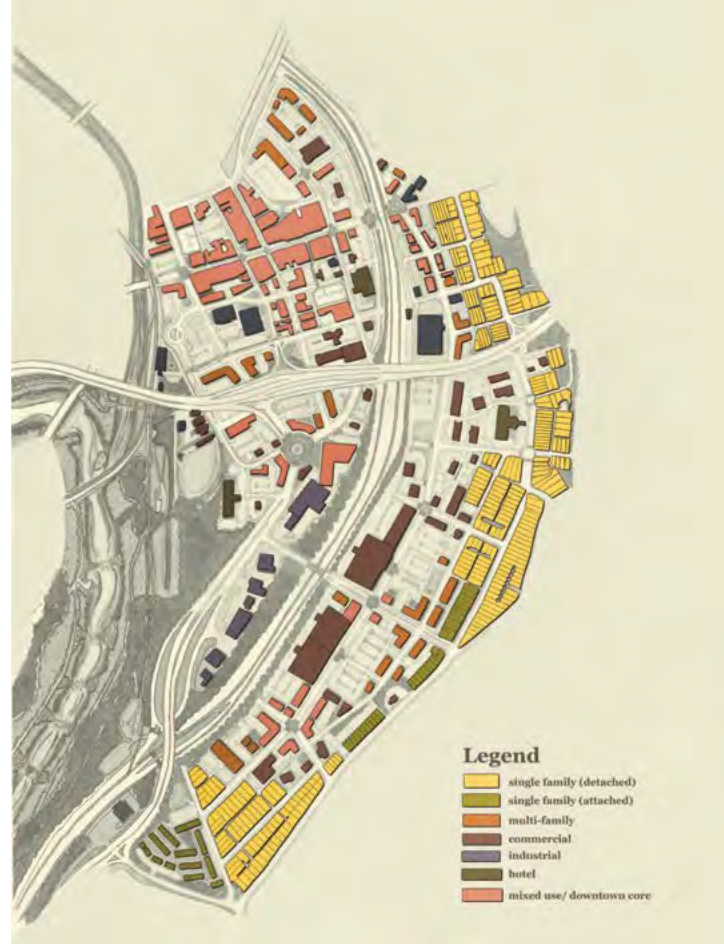 Legend
single family (detached)
single family (attached)
multi-family
commercial
industrial
hotel
mixed use/ downtown core